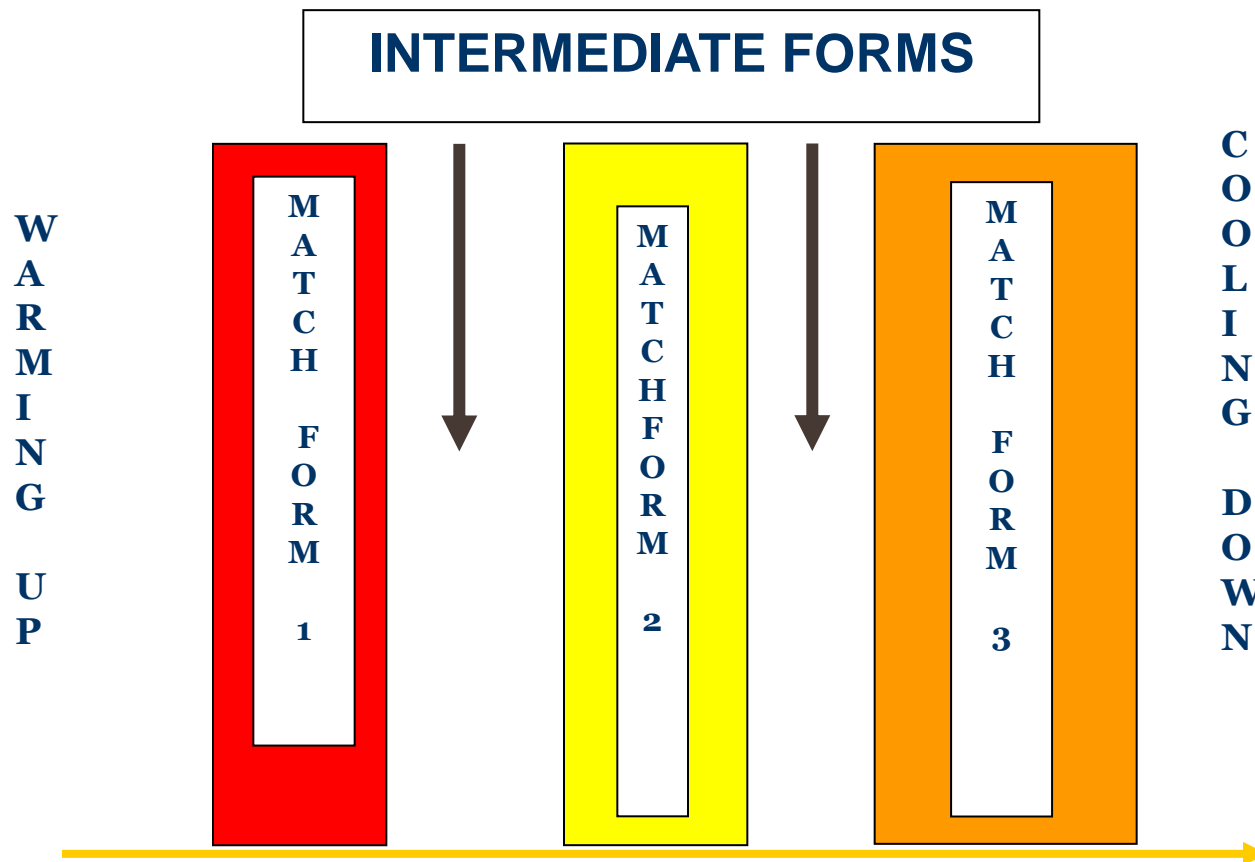 INTERMEDIATE FORMS
WARMING UP
MATCH FORM 1
MATCHFORM 2
MATCH FORM 3
COOLING DOWN